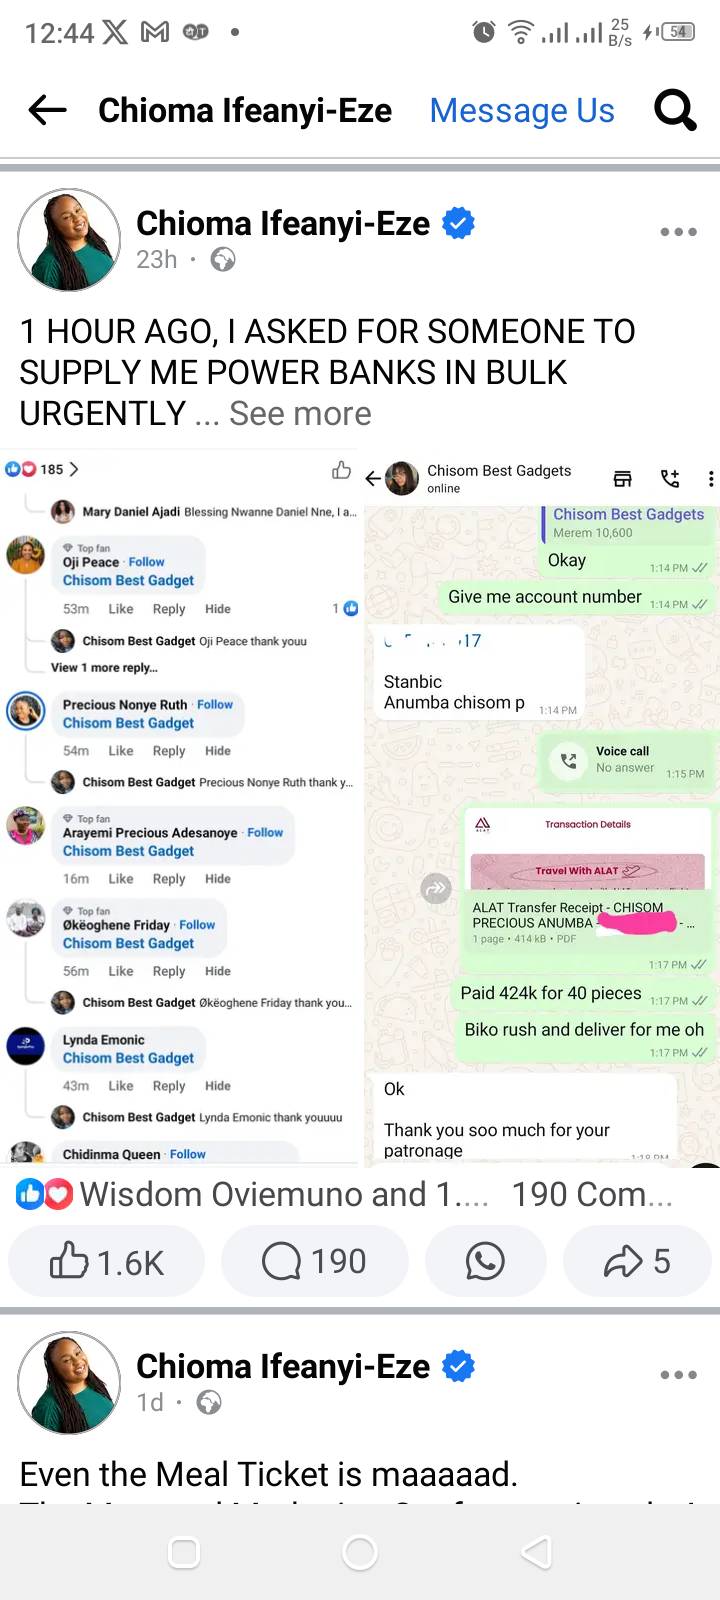 12:44
25
B/s
54
Chioma Ifeanyi-Eze Message Us
Chioma Ifeanyi-Eze
23h ·
1 HOUR AGO, I ASKED FOR SOMEONE TO
SUPPLY ME POWER BANKS IN BULK
URGENTLY ... See more
185
Mary Daniel Ajadi Blessing Nwanne Daniel Nne, I a...
Top fan
Oji Peace · Follow
Chisom Best Gadget
53m Like Reply Hide 1
Chisom Best Gadget Oji Peace thank youu
View 1 more reply...
Precious Nonye Ruth · Follow
Chisom Best Gadget
54m Like Reply Hide
Chisom Best Gadget Precious Nonye Ruth thank y...
Top fan
Arayemi Precious Adesanoye · Follow
Chisom Best Gadget
16m Like Reply Hide
Top fan
Økëoghene Friday · Follow
Chisom Best Gadget
56m Like Reply Hide
Chisom Best Gadget Økëoghene Friday thank you...
Lynda Emonic
Chisom Best Gadget
43m Like Reply Hide
Chisom Best Gadget Lynda Emonic thank youuuu
Chidinma Queen · Follow
Chisom Best Gadgets
online
Chisom Best Gadgets
Merem 10,600
Okay
1:14 PM
Give me account number 1:14 PM
17
Stanbic
Anumba chisom p 1:14 PM
Voice call
No answer 1:15 PM
ALAT
Transaction Details
Travel With ALAT
ALAT Transfer Receipt - CHISOM
PRECIOUS ANUMBA - ...
1 page • 414 kB • PDF
1:17 PM
Paid 424k for 40 pieces 1:17 PM
Biko rush and deliver for me oh
1:17 PM
Ok
Thank you soo much for your
patronage
Wisdom Oviemuno and 1.... 190 Com...
1.6K 190 5
Chioma Ifeanyi-Eze
1d ·
Even the Meal Ticket is maaaaad.